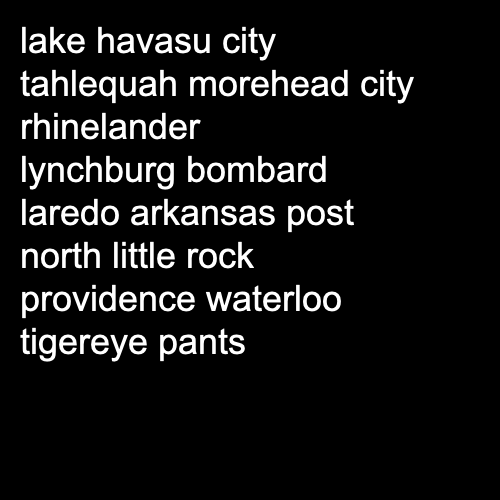 lake havasu city
tahlequah morehead city
rhinelander
lynchburg bombard
laredo arkansas post
north little rock
providence waterloo
tigereye pants